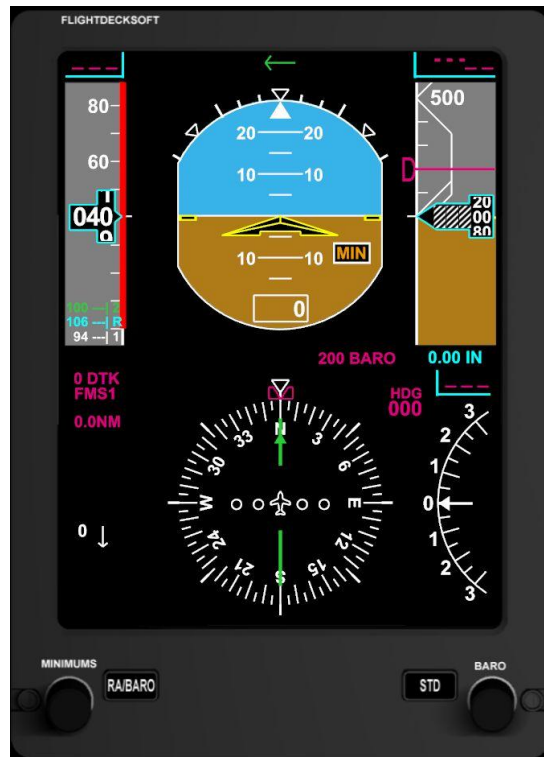 FLIGHTDECKSOFT
500
80
20 20
60
10 10
040
20
00
80
MIN
10 10
0
100 ---| 2
106 ---| R
94 ---| 1
200 BARO 0.00 IN
0 DTK
FMS1
0.0NM
HDG
000
N 3 6 E 12 15 S 21 24 W 30 33
3
2
1
0
1
2
3
0
MINIMUMS
RA/BARO
STD
BARO